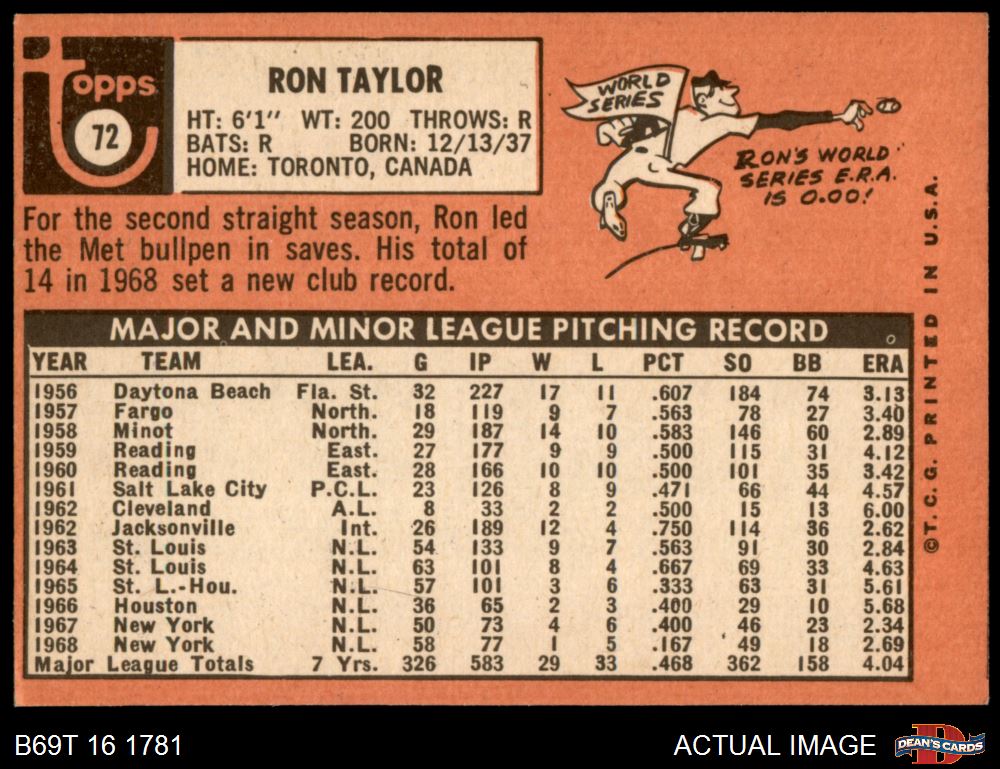 topps
72
RON TAYLOR
HT: 6'1" WT: 200 THROWS: R
BATS: R BORN: 12/13/37
HOME: TORONTO, CANADA
For the second straight season, Ron led
the Met bullpen in saves. His total of
14 in 1968 set a new club record.
WORLD
SERIES
RON'S WORLD
SERIES E.R.A.
IS 0.00!
MAJOR AND MINOR LEAGUE PITCHING RECORD
YEAR TEAM LEA. G IP W L PCT SO BB ERA
1956 Daytona Beach Fla. St. 32 227 17 11 .607 184 74 3.13
1957 Fargo North. 18 119 9 7 .563 78 27 3.40
1958 Minot North. 29 187 14 10 .583 146 60 2.89
1959 Reading East. 27 177 9 9 .500 115 31 4.12
1960 Reading East. 28 166 10 10 .500 101 35 3.42
1961 Salt Lake City P.C.L. 23 126 8 9 .471 66 44 4.57
1962 Cleveland A.L. 8 33 2 2 .500 15 13 6.00
1962 Jacksonville Int. 26 189 12 4 .750 114 36 2.62
1963 St. Louis N.L. 54 133 9 7 .563 91 30 2.84
1964 St. Louis N.L. 63 101 8 4 .667 69 33 4.63
1965 St. L.-Hou. N.L. 57 101 3 6 .333 63 31 5.61
1966 Houston N.L. 36 65 2 3 .400 29 10 5.68
1967 New York N.L. 50 73 4 6 .400 46 23 2.34
1968 New York N.L. 58 77 1 5 .167 49 18 2.69
Major League Totals 7 Yrs. 326 583 29 33 .468 362 158 4.04
©T.C.G. PRINTED IN U.S.A.
B69T 16 1781
ACTUAL IMAGE
D
DEAN'S CARDS